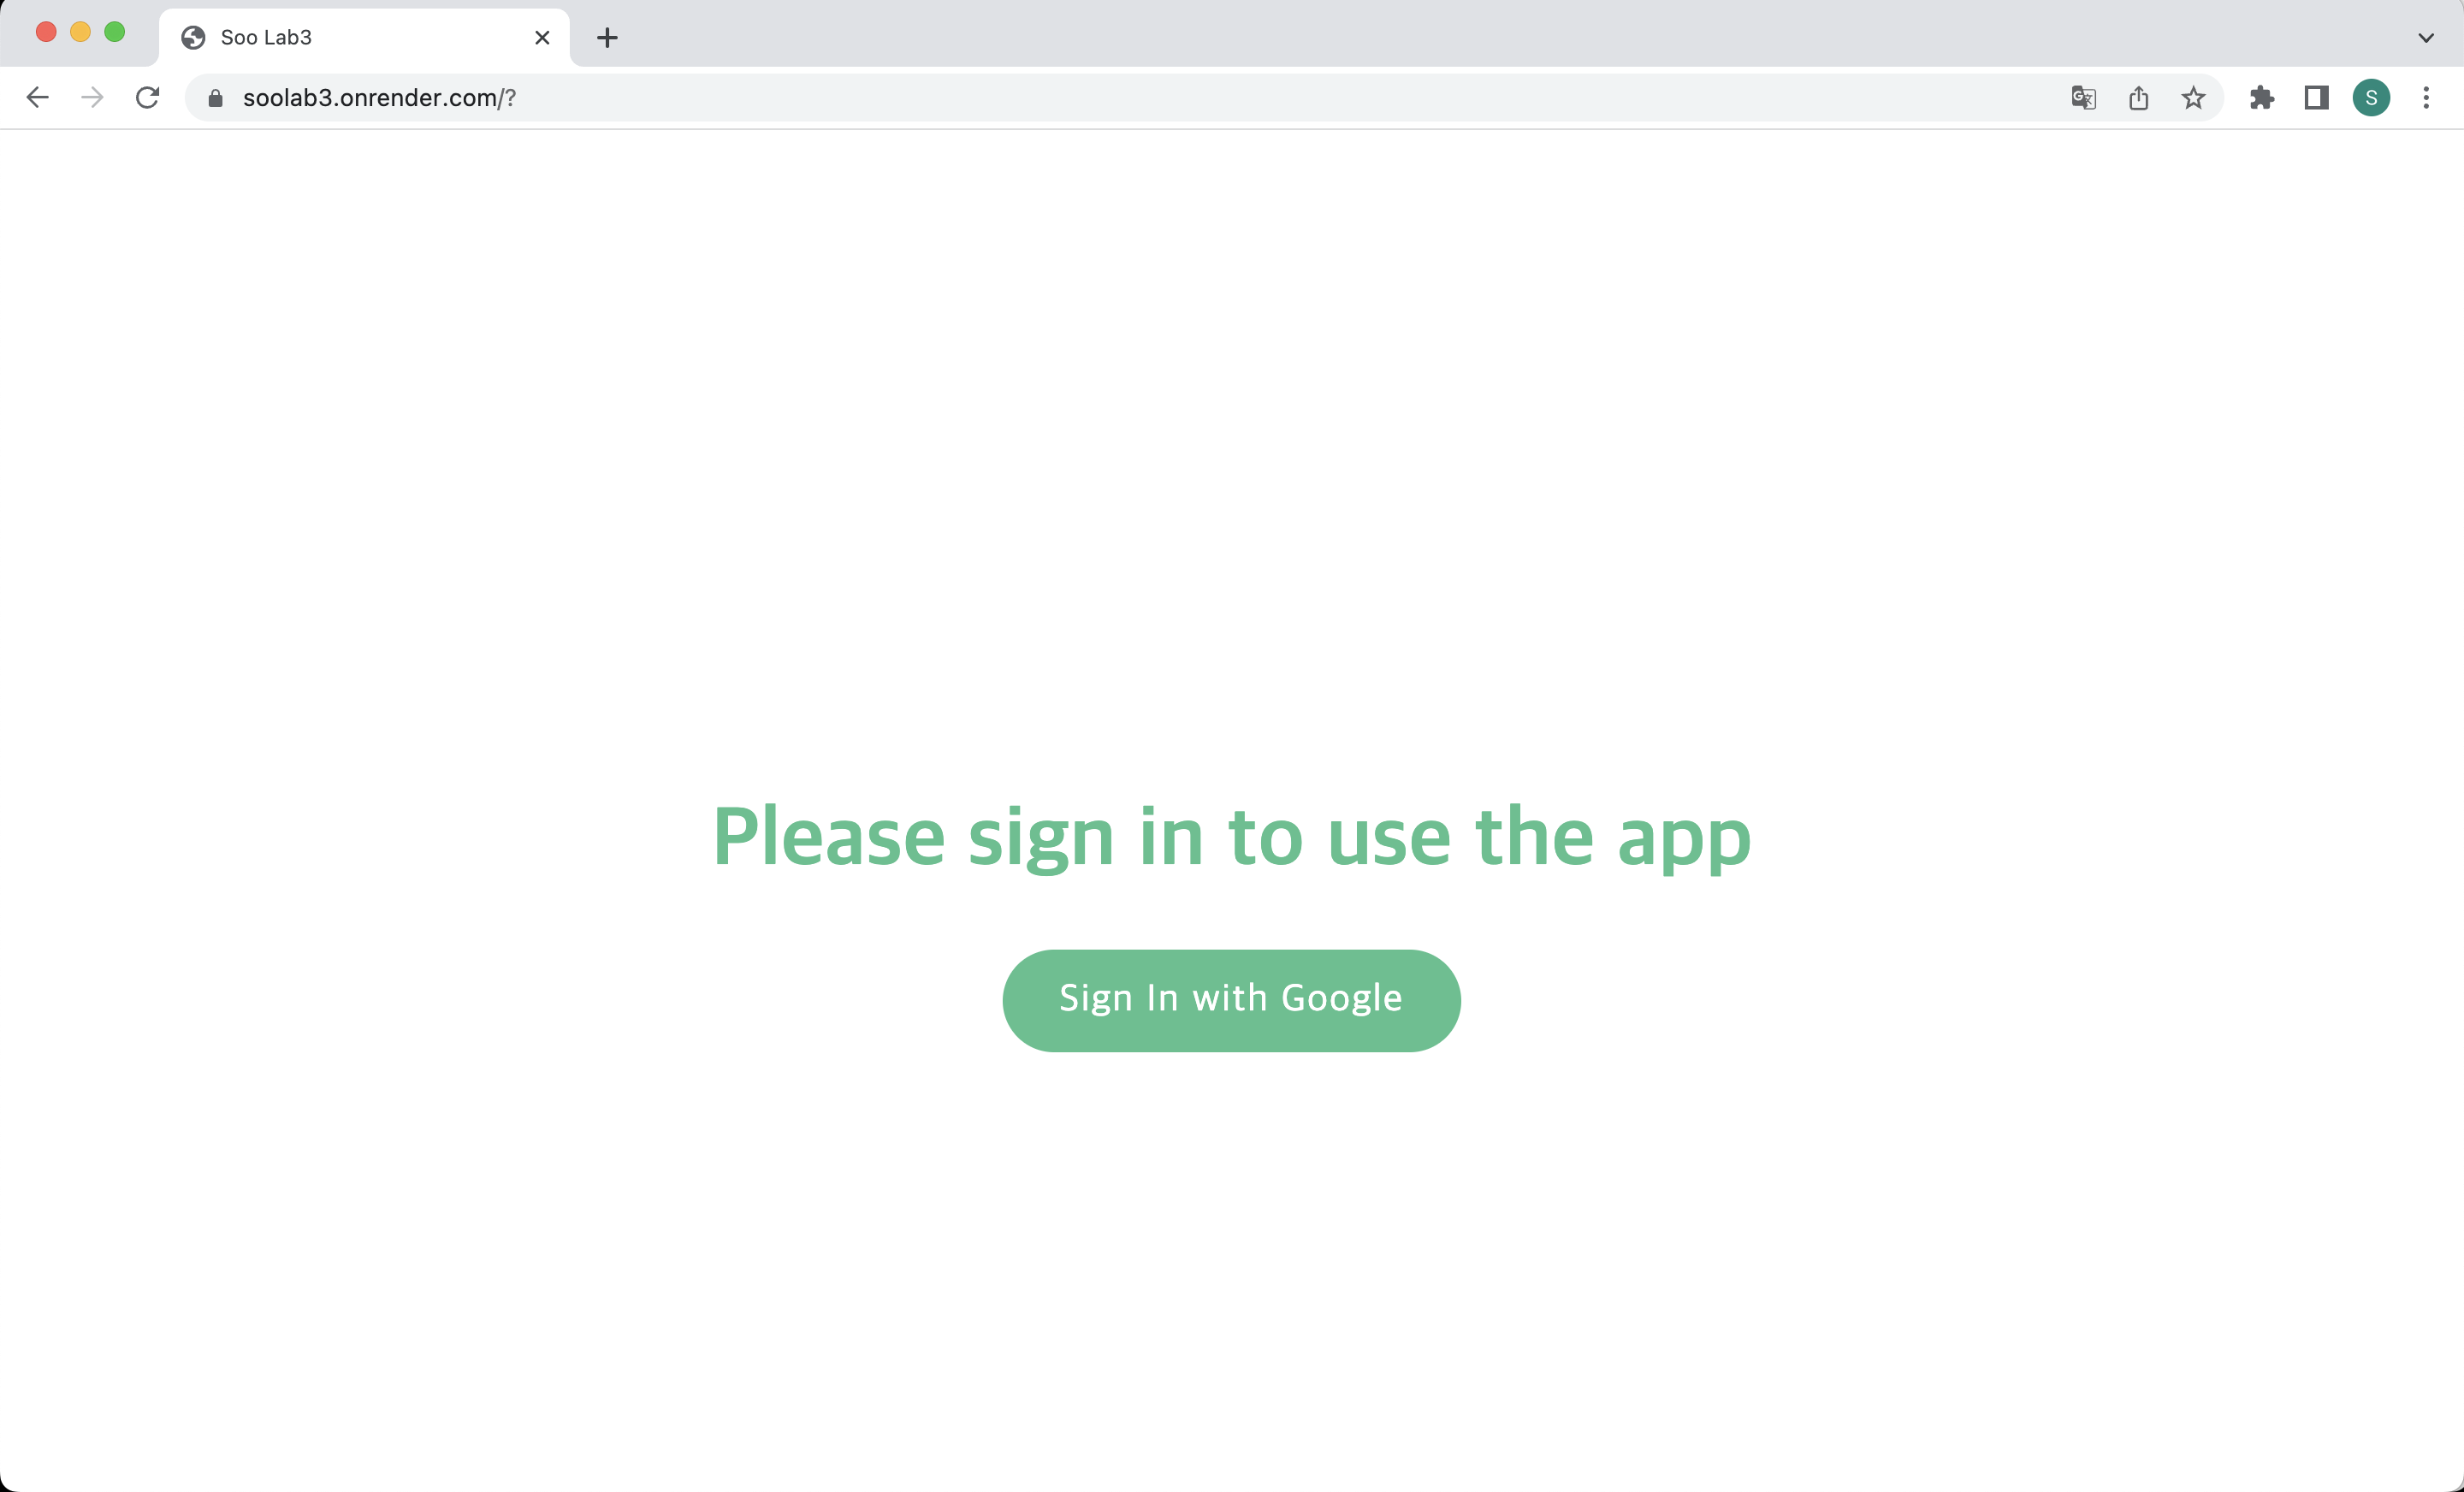 Soo Lab3
soolab3.onrender.com/?
S
Please sign in to use the app
Sign In with Google